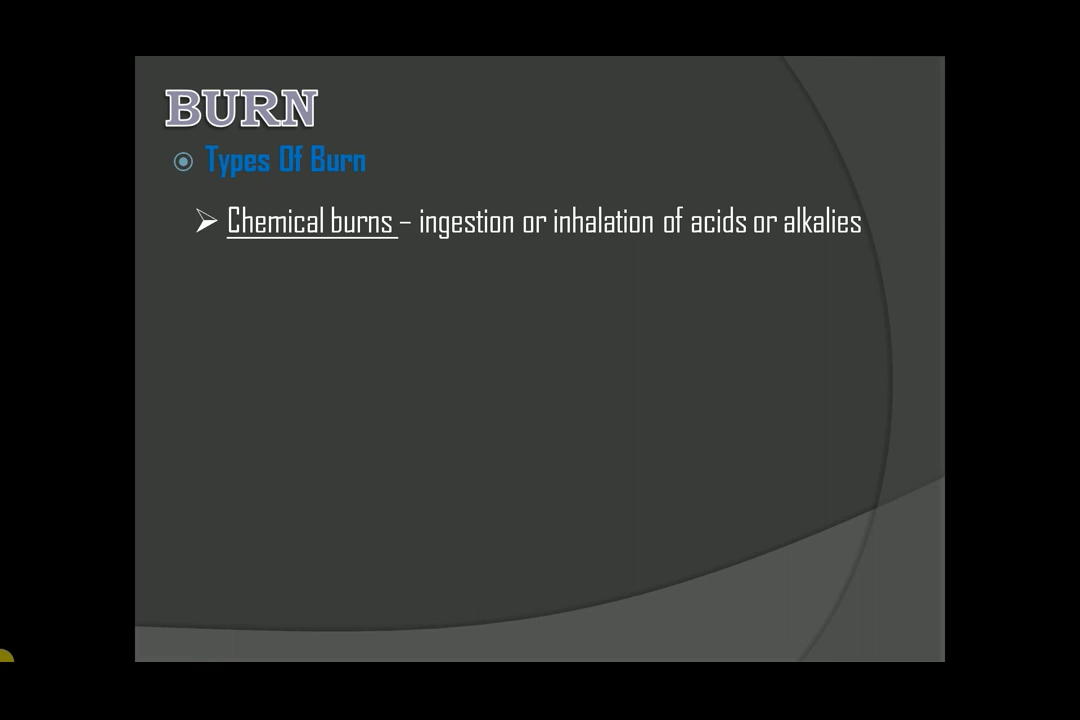 BURN
Types Of Burn
Chemical burns – ingestion or inhalation of acids or alkalies